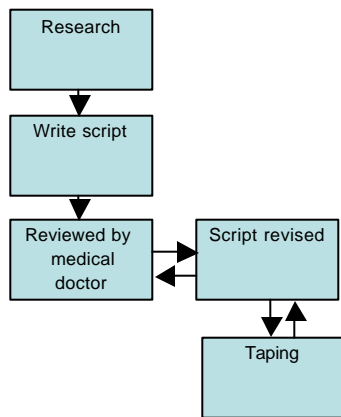 Research
Write script
Reviewed by
medical
doctor
Script revised
Taping